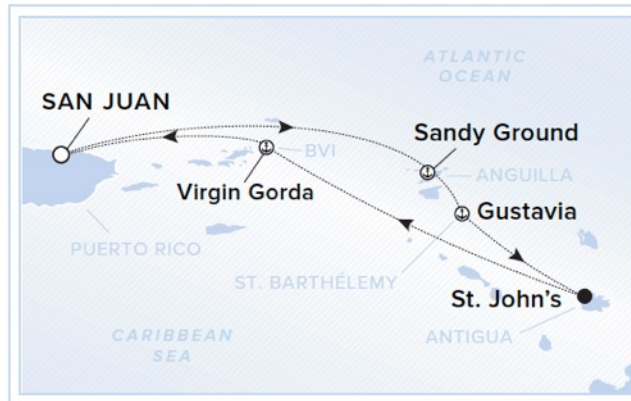 ATLANTIC
OCEAN
SAN JUAN
Sandy Ground
BVI
ANGUILLA
Virgin Gorda
Gustavia
PUERTO RICO
ST. BARTHÉLEMY
St. John's
ANTIGUA
CARIBBEAN
SEA